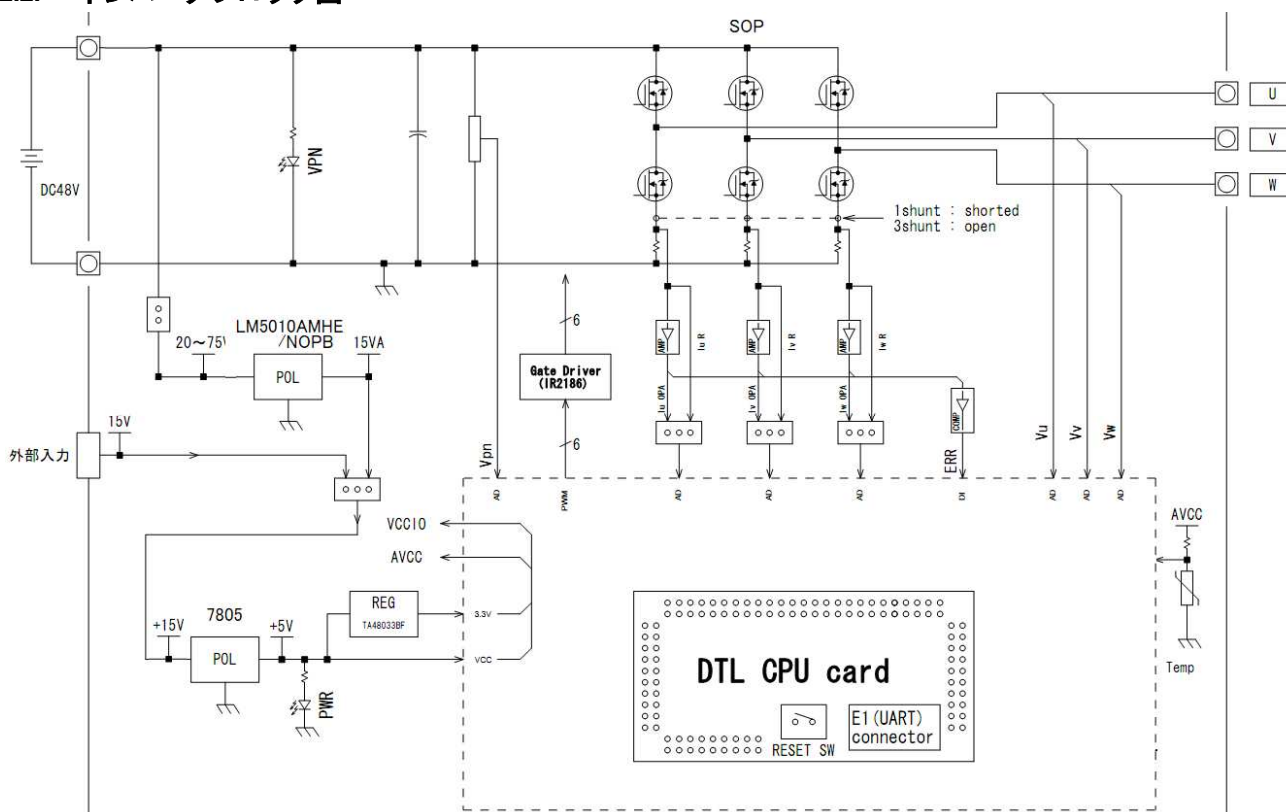 SOP
VPN
DC48V
U
V
W
1shunt : shorted
3shunt : open
LM5010AMHE
/NOPB
15VA
POL
Gate Driver
(IR2186)
6
6
AMP
Iu R
AMP
Iv R
AMP
Iw R
Iu OPA
Iv OPA
Iw OPA
COMP
ERR
Vpn
Vu
Vv
Vw
15V
外部入力
AD
PWM
AD
AD
AD
DI
AD
AD
AD
VCCIO
AVCC
AVCC
7805
+15V
+5V
POL
REG
TA48033BF
3.3V
VCC
PWR
Temp
DTL CPU card
RESET SW
E1(UART)
connector